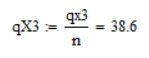 qX3 := qx3/n = 38.6